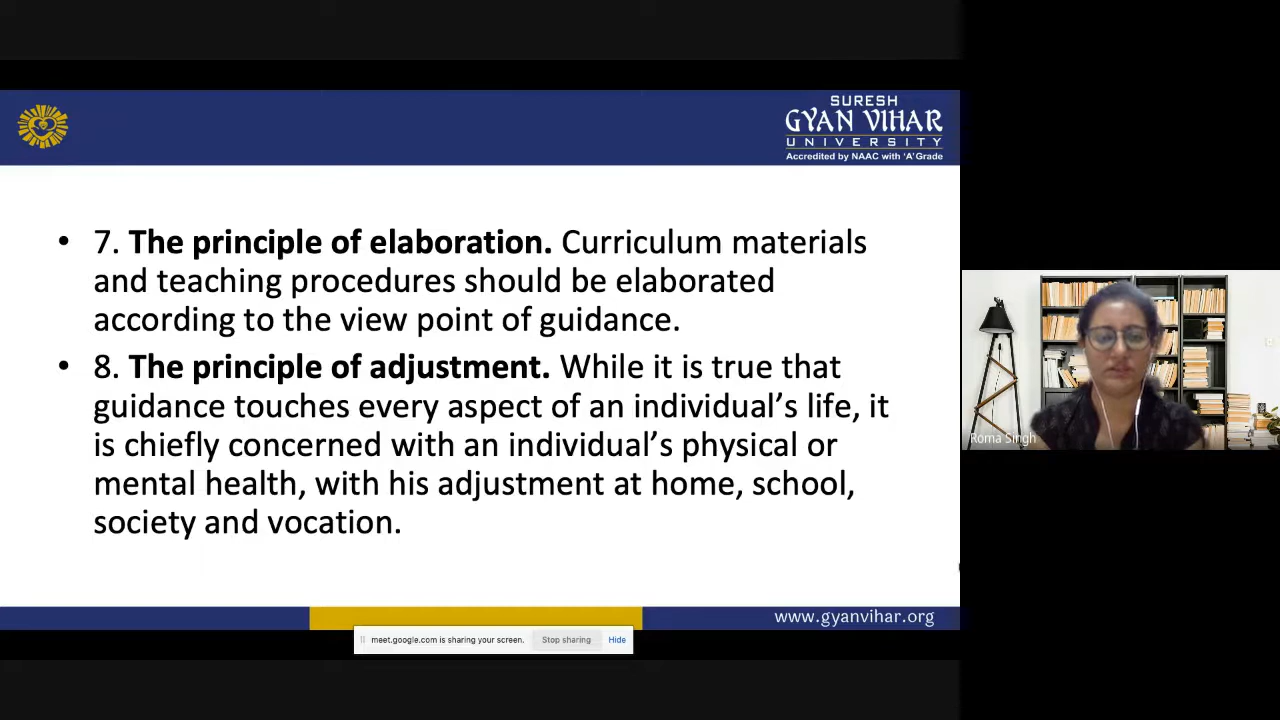 SURESH
GYAN VIHAR
UNIVERSITY
Accredited by NAAC with 'A' Grade
• 7. The principle of elaboration. Curriculum materials
and teaching procedures should be elaborated
according to the view point of guidance.
• 8. The principle of adjustment. While it is true that
guidance touches every aspect of an individual's life, it
is chiefly concerned with an individual's physical or
mental health, with his adjustment at home, school,
society and vocation.
Roma Singh
www.gyanvihar.org
meet.google.com is sharing your screen. Stop sharing Hide